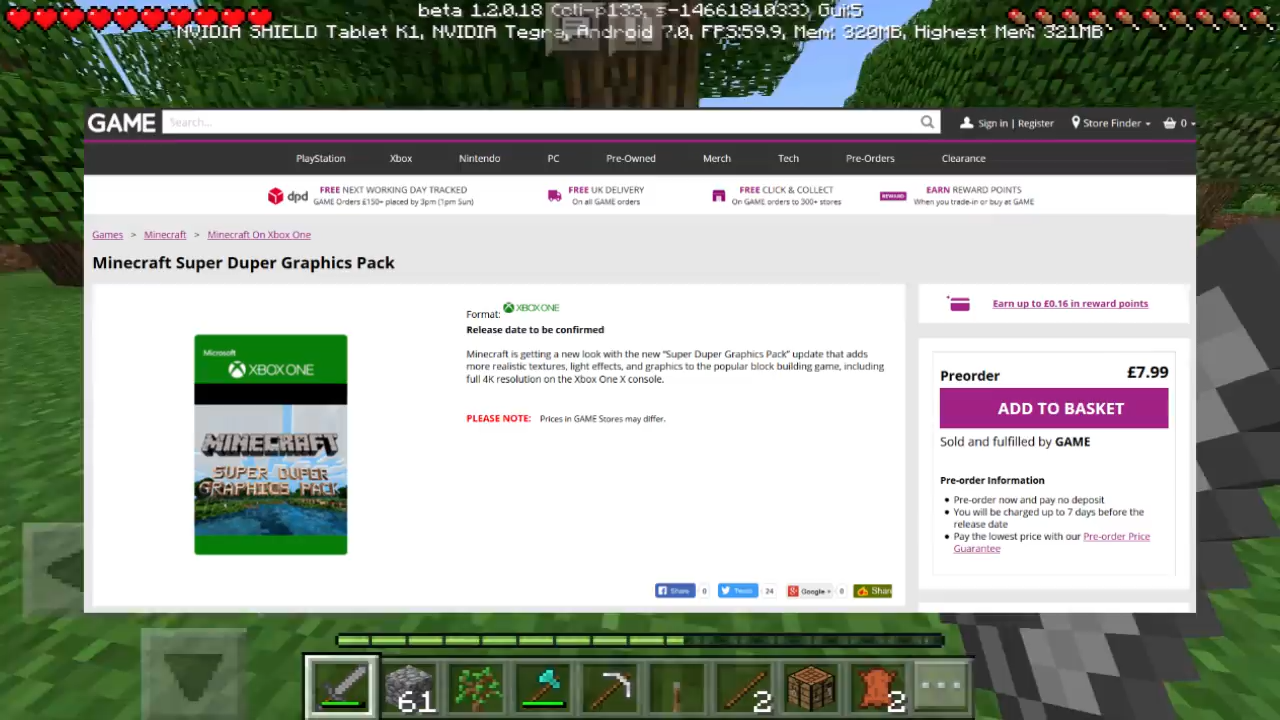 beta 1.2.0.18 (cli-p133, s-1466181033) Gui:5
NVIDIA SHIELD Tablet K1, NVIDIA Tegra, Android 7.0, FPS:59.9, Mem: 320MB, Highest Mem: 321MB
GAME Search... Sign in | Register Store Finder 0
PlayStation Xbox Nintendo PC Pre-Owned Merch Tech Pre-Orders Clearance
dpd FREE NEXT WORKING DAY TRACKED
GAME Orders £150+ placed by 3pm (1pm Sun)
FREE UK DELIVERY
On all GAME orders
FREE CLICK & COLLECT
On GAME orders to 300+ stores
REWARD EARN REWARD POINTS
When you trade-in or buy at GAME
Games > Minecraft > Minecraft On Xbox One
Minecraft Super Duper Graphics Pack
Microsoft
XBOX ONE
MINECRAFT
SUPER DUPER
GRAPHICS PACK
Format: XBOX ONE
Release date to be confirmed
Minecraft is getting a new look with the new "Super Duper Graphics Pack" update that adds
more realistic textures, light effects, and graphics to the popular block building game, including
full 4K resolution on the Xbox One X console.
PLEASE NOTE: Prices in GAME Stores may differ.
Share 0 Tweet 24 Google + 0 Shar
Earn up to £0.16 in reward points
Preorder £7.99
ADD TO BASKET
Sold and fulfilled by GAME
Pre-order Information
Pre-order now and pay no deposit
You will be charged up to 7 days before the
release date
Pay the lowest price with our Pre-order Price
Guarantee
61 2 2